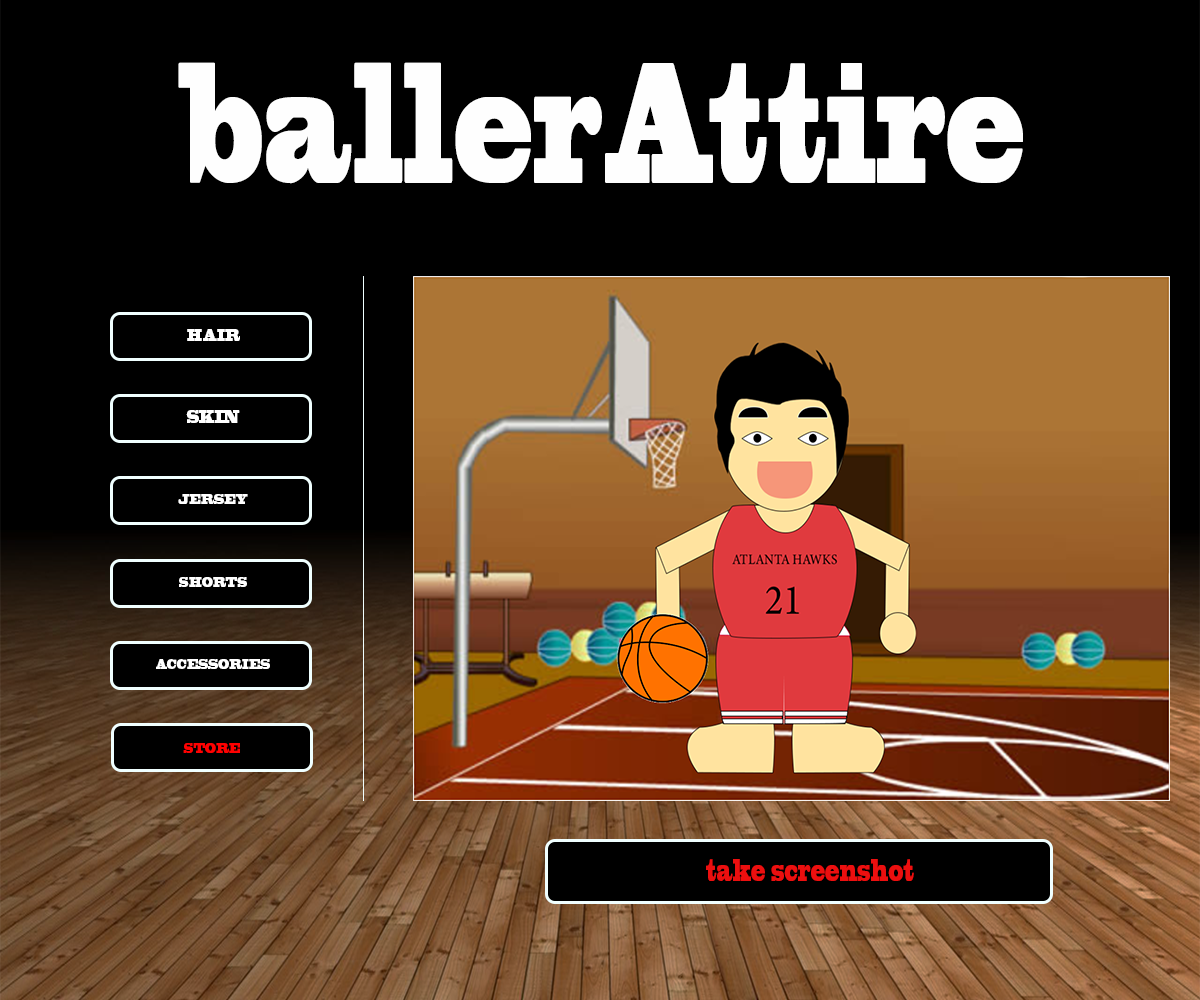 ballerAttire
HAIR
SKIN
JERSEY
SHORTS
ACCESSORIES
STORE
ATLANTA HAWKS
21
take screenshot